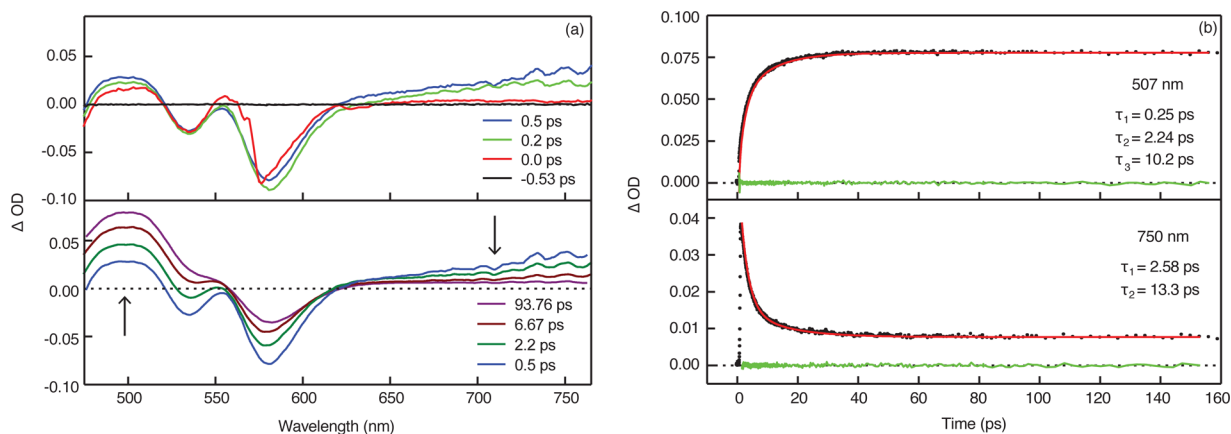 (a)
0.05
0.00
-0.05
-0.10
0.5 ps
0.2 ps
0.0 ps
-0.53 ps
0.05
0.00
-0.05
-0.10
93.76 ps
6.67 ps
2.2 ps
0.5 ps
500 550 600 650 700 750
Δ OD
Wavelength (nm)
(b)
0.100
0.075
0.050
0.025
0.000
507 nm
τ1 = 0.25 ps
τ2 = 2.24 ps
τ3 = 10.2 ps
0.04
0.03
0.02
0.01
0.00
750 nm
τ1 = 2.58 ps
τ2 = 13.3 ps
0 20 40 60 80 100 120 140 160
Δ OD
Time (ps)